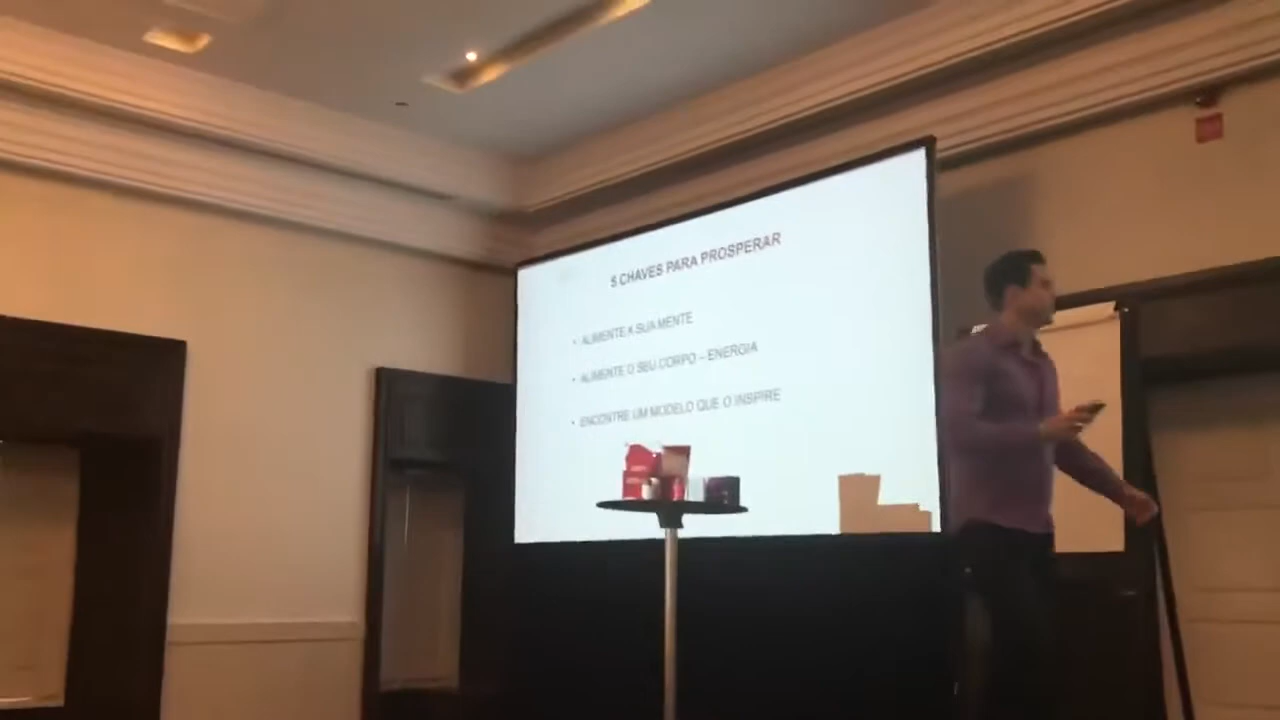 5 CHAVES PARA PROSPERAR
• ALIMENTE A SUA MENTE
• ALIMENTE O SEU CORPO – ENERGIA
• ENCONTRE UM MODELO QUE O INSPIRE